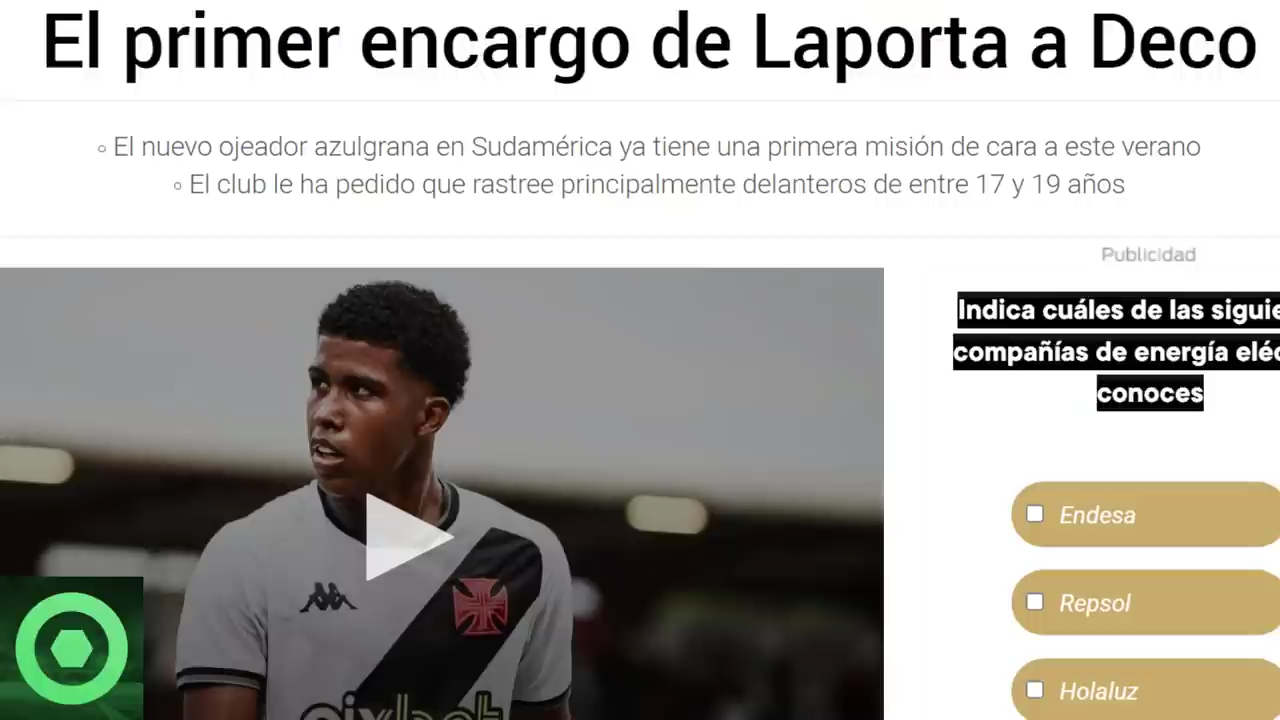 El primer encargo de Laporta a Deco
El nuevo ojeador azulgrana en Sudamérica ya tiene una primera misión de cara a este verano
El club le ha pedido que rastree principalmente delanteros de entre 17 y 19 años
Publicidad
Indica cuáles de las siguie
compañías de energía eléc
conoces
Endesa
Repsol
Holaluz
pixbet